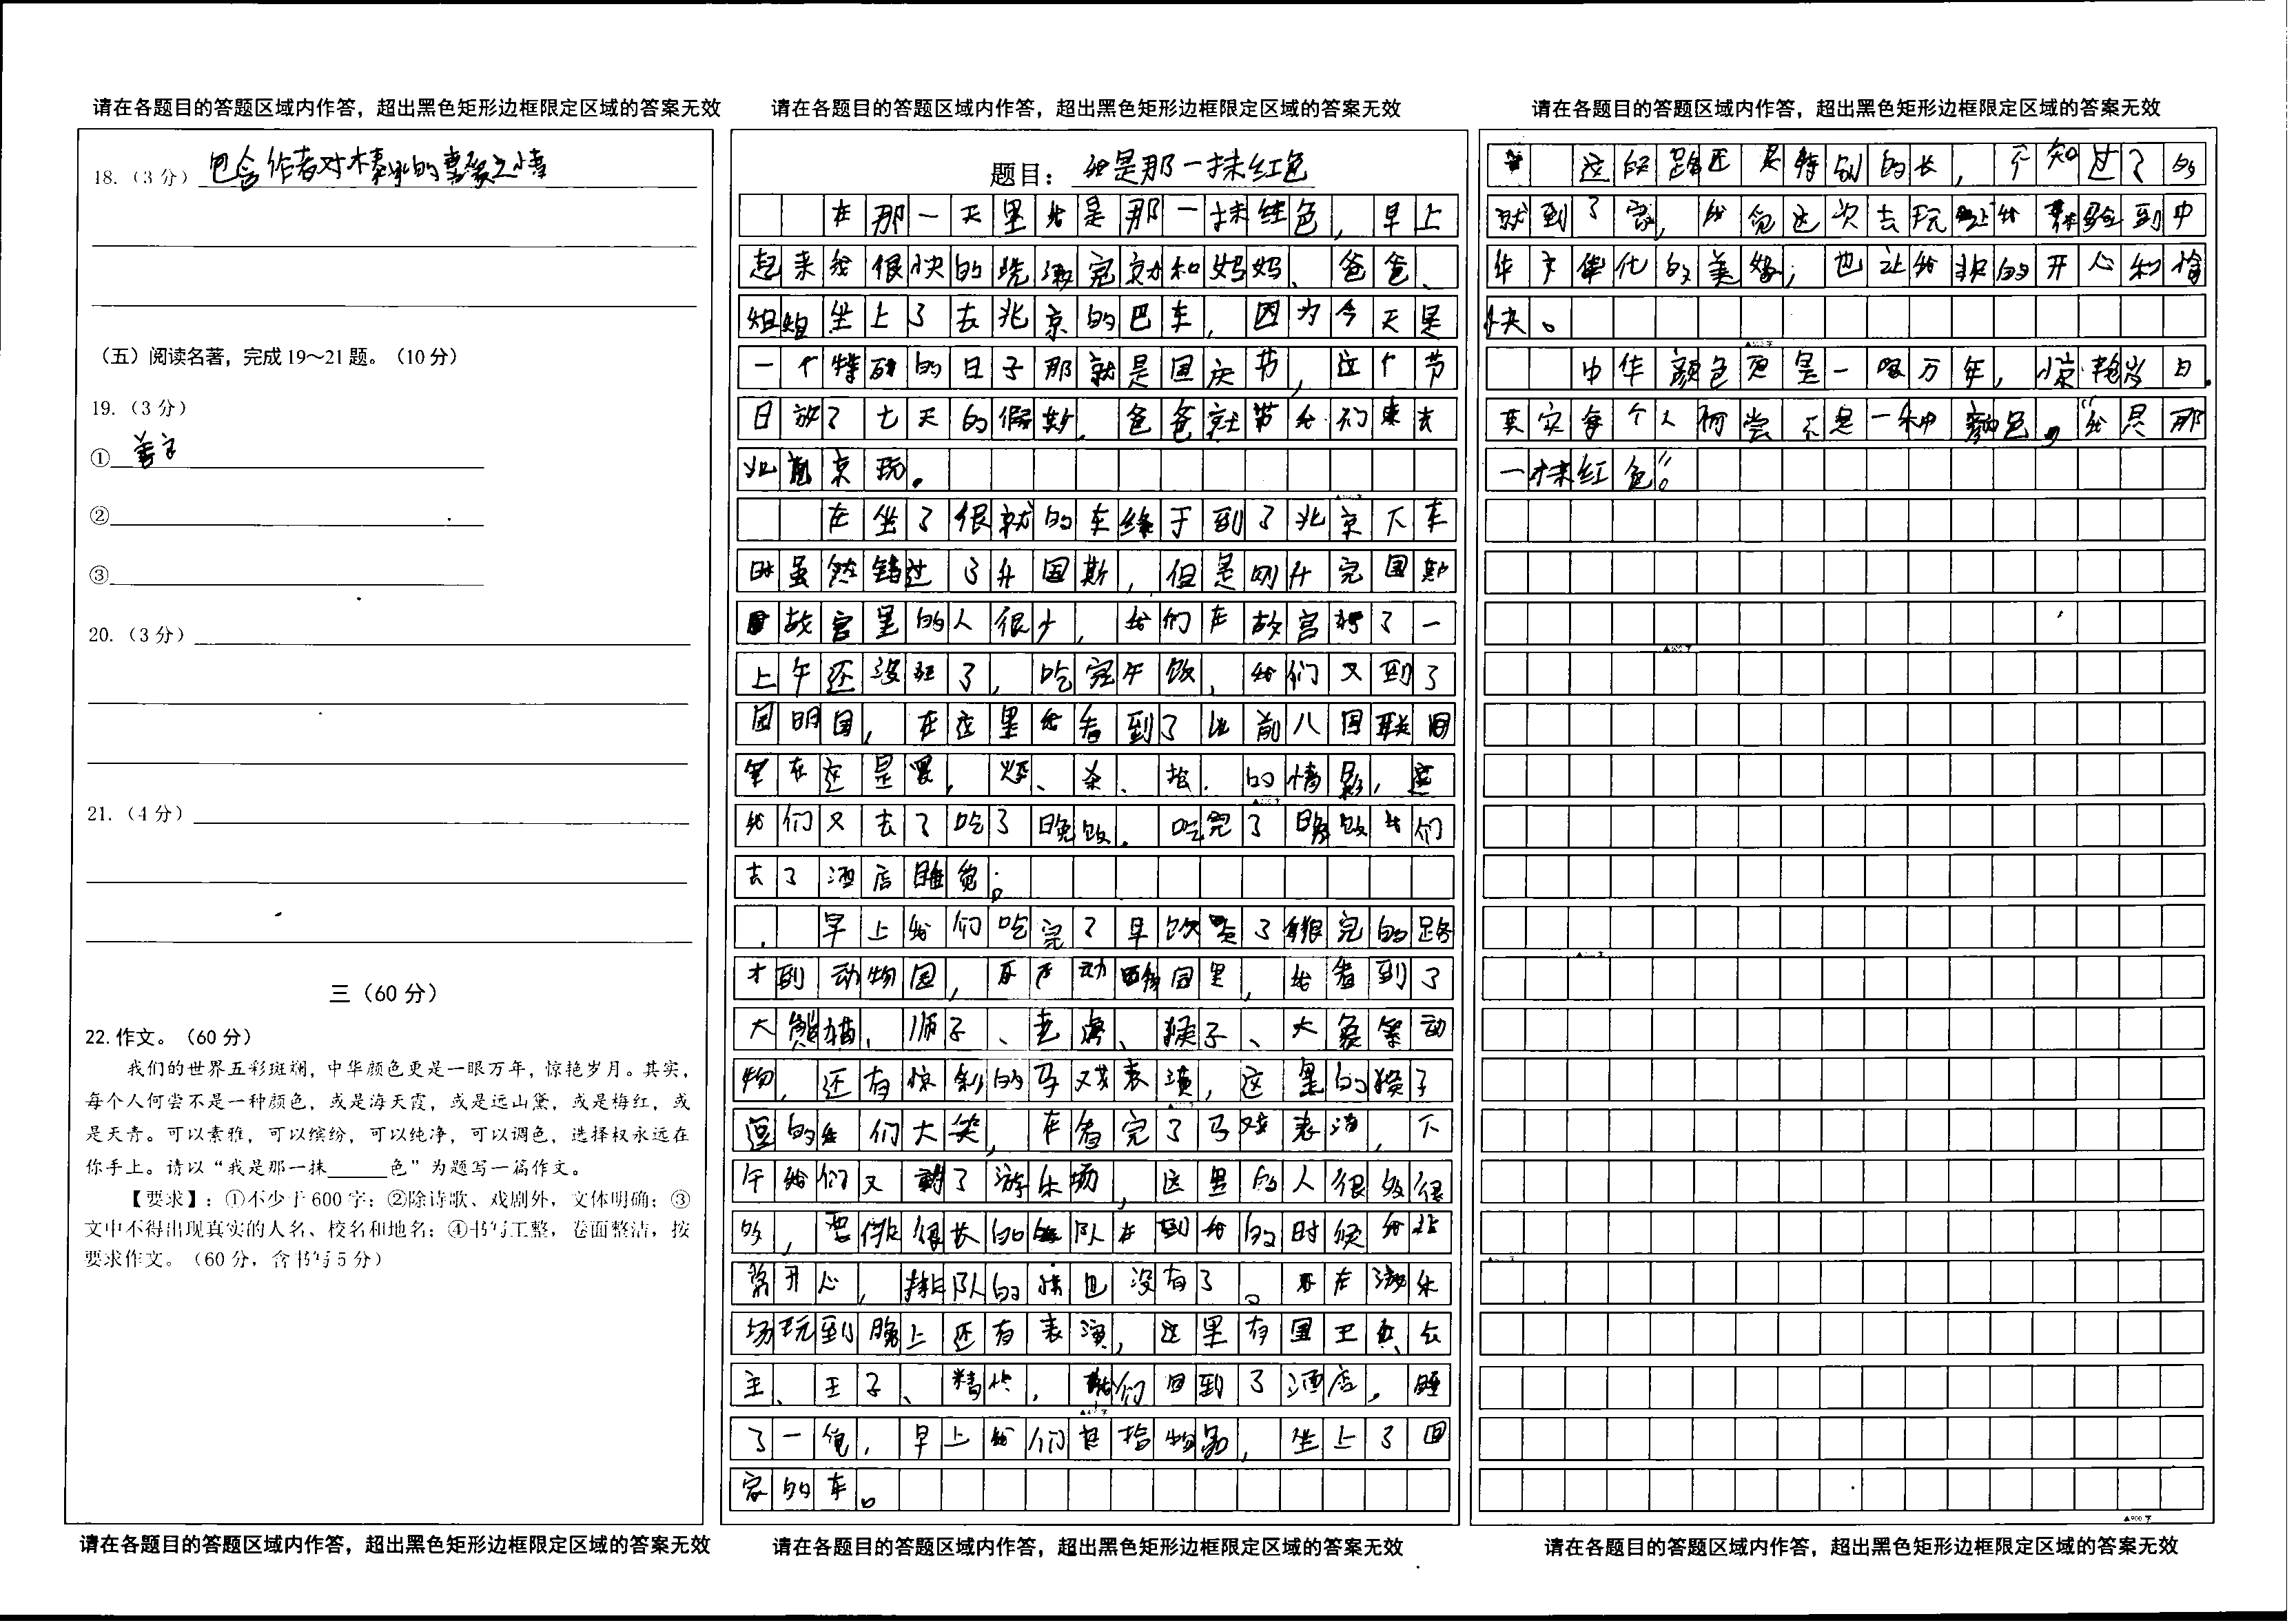 请在各题目的答题区域内作答，超出黑色矩形边框限定区域的答案无效
18.（3分） 包含作者对木槿的喜爱之情
（五）阅读名著，完成19～21题。（10分）
19.（3分）
①
②
③
20.（3分）
21.（4分）
三（60分）
22.作文。（60分）
我们的世界五彩斑斓，中华颜色更是一眼万年，惊艳岁月。其实，
每个人何尝不是一种颜色，或是海天霞，或是远山黛，或是梅红，或
是天青。可以素雅，可以缤纷，可以纯净，可以调色，选择权永远在
你手上。请以“我是那一抹______色”为题写一篇作文。
【要求】：①不少于600字；②除诗歌、戏剧外，文体明确；③
文中不得出现真实的人名、校名和地名；④书写工整，卷面整洁，按
要求作文。（60分，含书写5分）
请在各题目的答题区域内作答，超出黑色矩形边框限定区域的答案无效
请在各题目的答题区域内作答，超出黑色矩形边框限定区域的答案无效
题目：我是那一抹红色
在那一天里我是那一抹红色，早上
起来我很快的洗漱完就和妈妈、爸爸、
姐姐坐上了去北京的巴车，因为今天是
一个特别的日子那就是国庆节，这个节
日放了七天的假期，爸爸就带我们来去
北京玩。
在坐了很就的车终于到了北京下车
时虽然错过了升国斯，但是刚升完国斯
故宫里的人很少，我们在故宫转了一
上午还没玩了，吃完午饭，我们又到了
园明园，在这里我看到了以前八国联国
军在这里，烧、杀、抢、的情影，
我们又去了吃了晚饭，吃完了晚饭我们
去了酒店睡觉。
早上我们吃完了早饭走了很完的路
才到动物园，在动物园里，我看到了
大熊猫、师子、老虎、猴子、大象等动
物，还有惊刺的马戏表演，这里的猴子
逗的我们大笑，在看完了马戏表演，下
午我们又去了游乐场，这里的人很多很
多，要排很长的队在到我的时候我非
常开心，排队的也没有了。在游乐
场玩到晚上还有表演，这里有国王、公
主、王子、精灵，我们回到了酒店，睡
了一觉，早上我们拾物品，坐上了回
家的车。
请在各题目的答题区域内作答，超出黑色矩形边框限定区域的答案无效
请在各题目的答题区域内作答，超出黑色矩形边框限定区域的答案无效
这的路还是特别的长，不知过了的
就到了家，我觉这次去玩让我体验到中
华文化的美好，也让我玩的开心和愉
快。
中华颜色更是一眼万年，惊艳岁日，
其实每个人何尝不是一种颜色。“我是那
一抹红色”。
▲900字
请在各题目的答题区域内作答，超出黑色矩形边框限定区域的答案无效